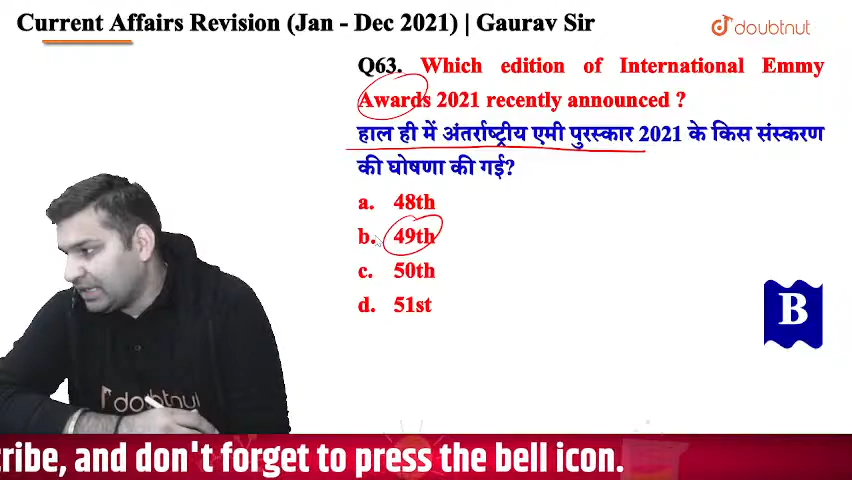 Current Affairs Revision (Jan - Dec 2021) | Gaurav Sir
doubtnut
Q63. Which edition of International Emmy
Awards 2021 recently announced ?
हाल ही में अंतर्राष्ट्रीय एमी पुरस्कार 2021 के किस संस्करण
की घोषणा की गई?
a. 48th
b. 49th
c. 50th
d. 51st
B
doubtnut
cribe, and don't forget to press the bell icon.